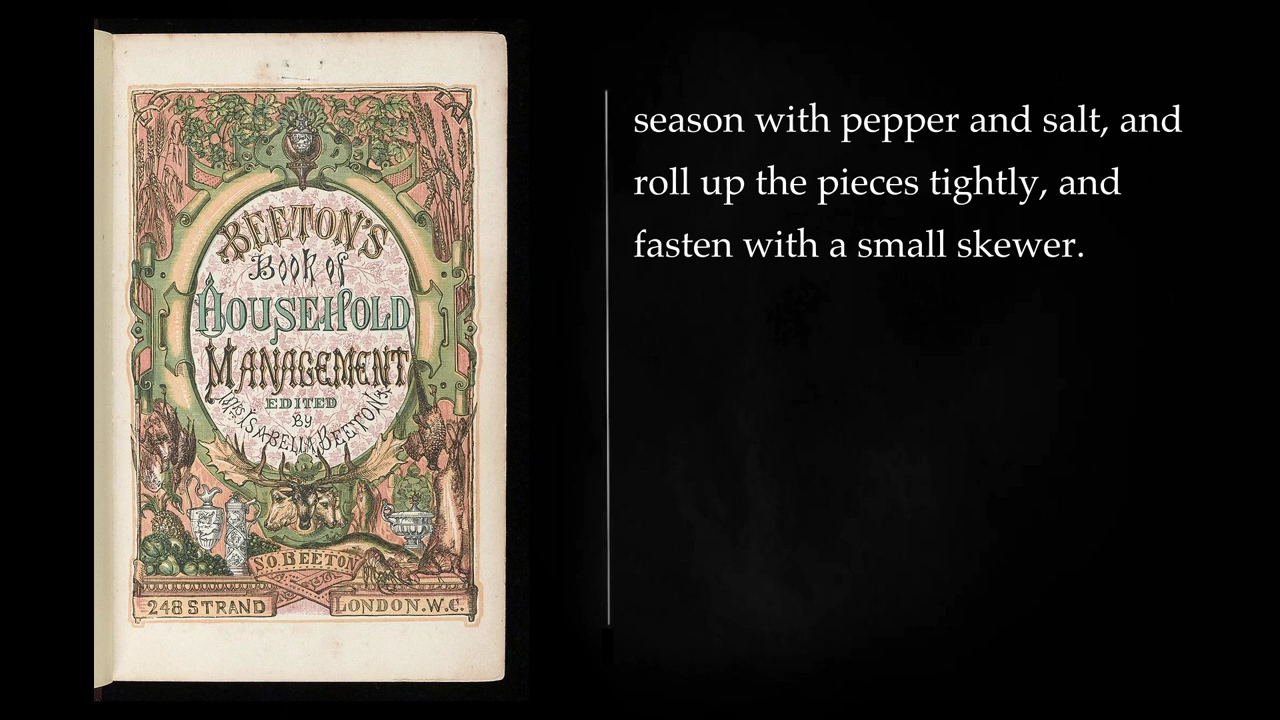 BEETON'S
Book of
HOUSEHOLD
MANAGEMENT
EDITED
By
MRS ISABELLA BEETON
S.O. BEETON
248 STRAND
LONDON. W.C.
season with pepper and salt, and
roll up the pieces tightly, and
fasten with a small skewer.